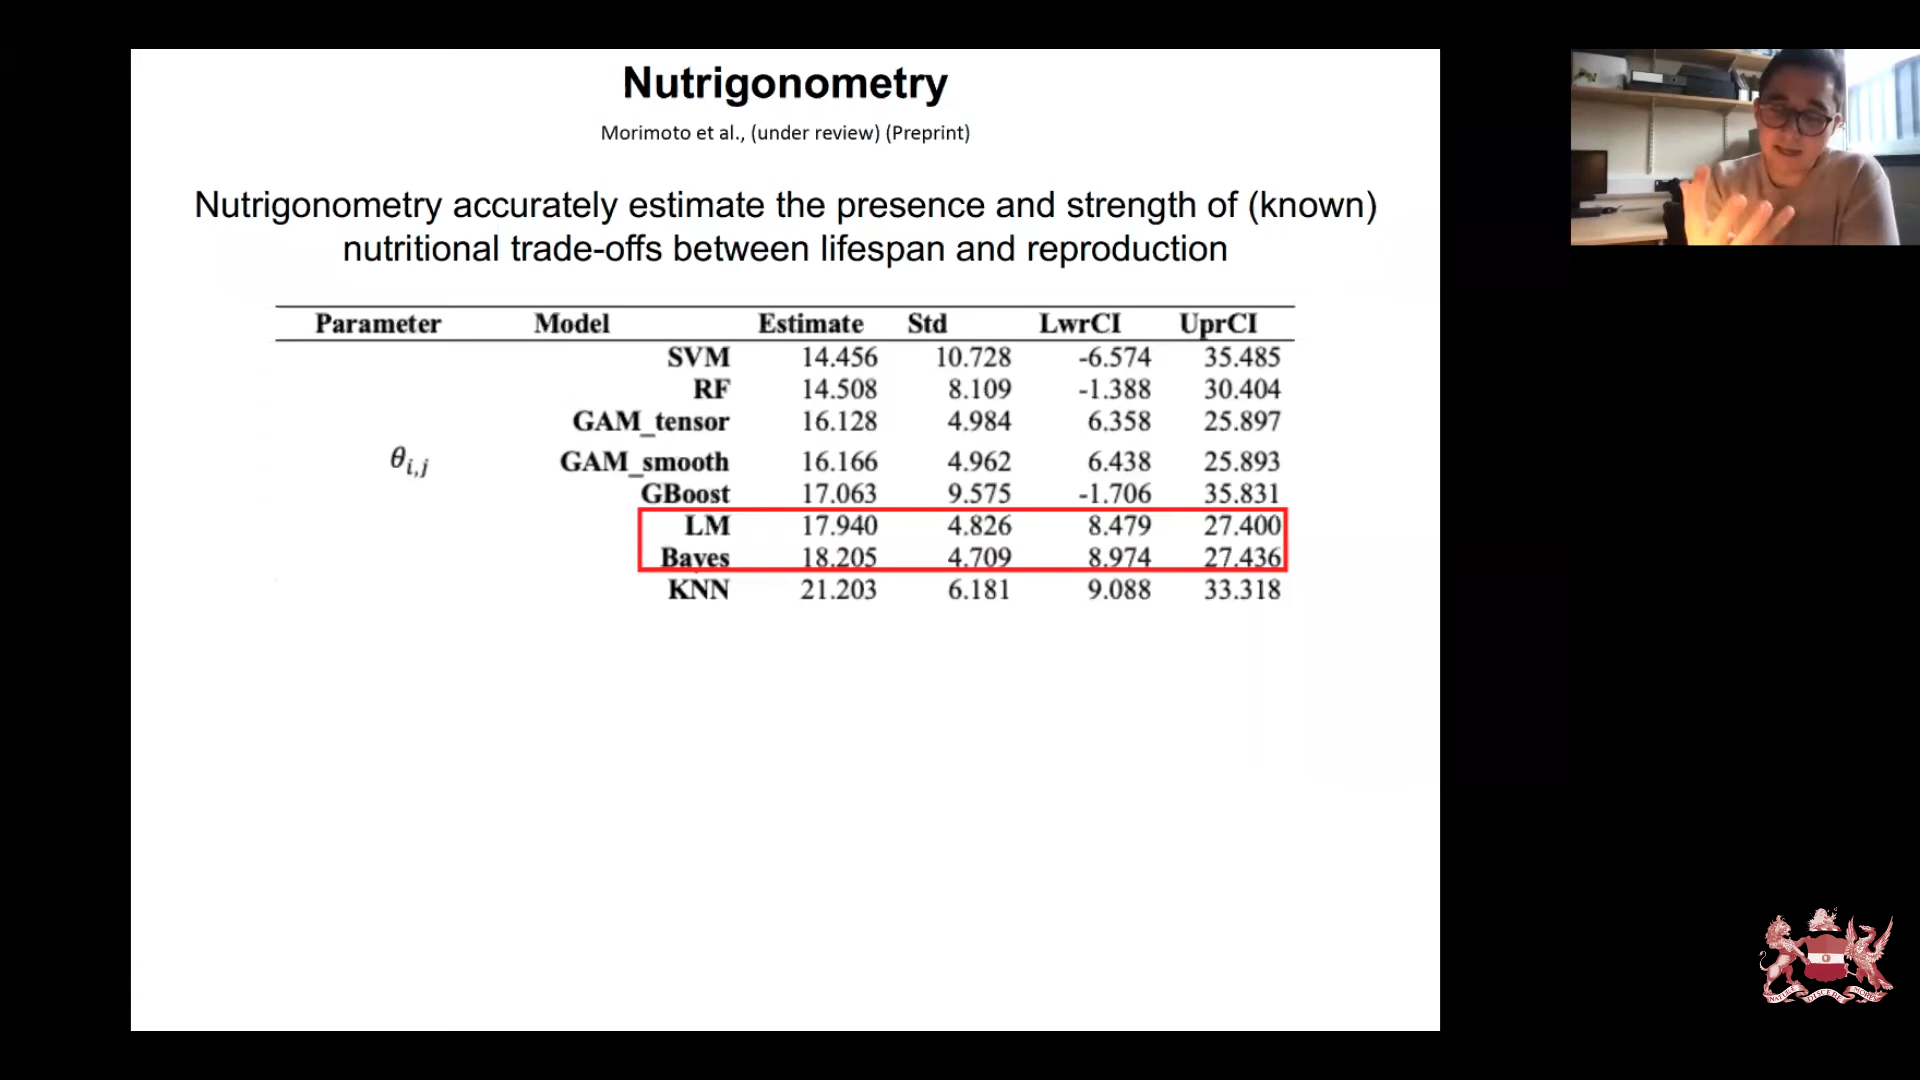 Nutrigonometry
Morimoto et al., (under review) (Preprint)
Nutrigonometry accurately estimate the presence and strength of (known)
nutritional trade-offs between lifespan and reproduction
Parameter Model Estimate Std LwrCI UprCI
SVM 14.456 10.728 -6.574 35.485
RF 14.508 8.109 -1.388 30.404
GAM_tensor 16.128 4.984 6.358 25.897
θi,j GAM_smooth 16.166 4.962 6.438 25.893
GBoost 17.063 9.575 -1.706 35.831
LM 17.940 4.826 8.479 27.400
Bayes 18.205 4.709 8.974 27.436
KNN 21.203 6.181 9.088 33.318